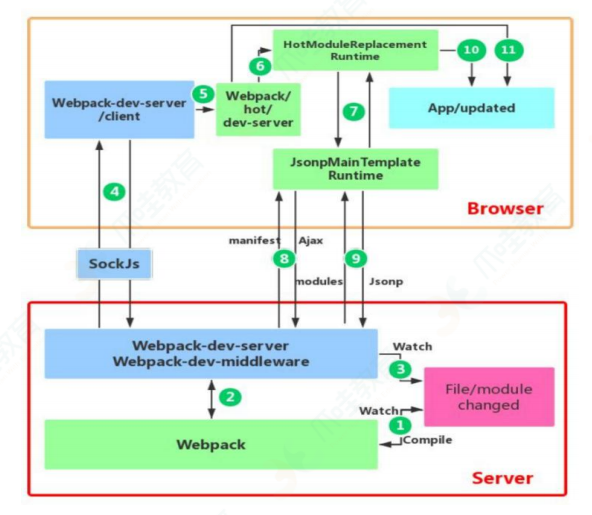 HotModuleReplacement
Runtime
10
11
5
6
Webpack-dev-server
/client
Webpack/
hot/
dev-server
App/updated
7
JsonpMainTemplate
Runtime
4
Browser
manifest
Ajax
8
9
SockJs
modules
Jsonp
Webpack-dev-server
Webpack-dev-middleware
Watch
3
File/module
changed
2
Watch
1
Compile
Webpack
Server